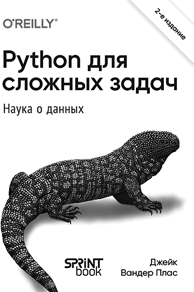 O'REILLY®
2-е издание
Python для
сложных задач
Наука о данных
SPRINT
book
Джейк
Вандер Плас